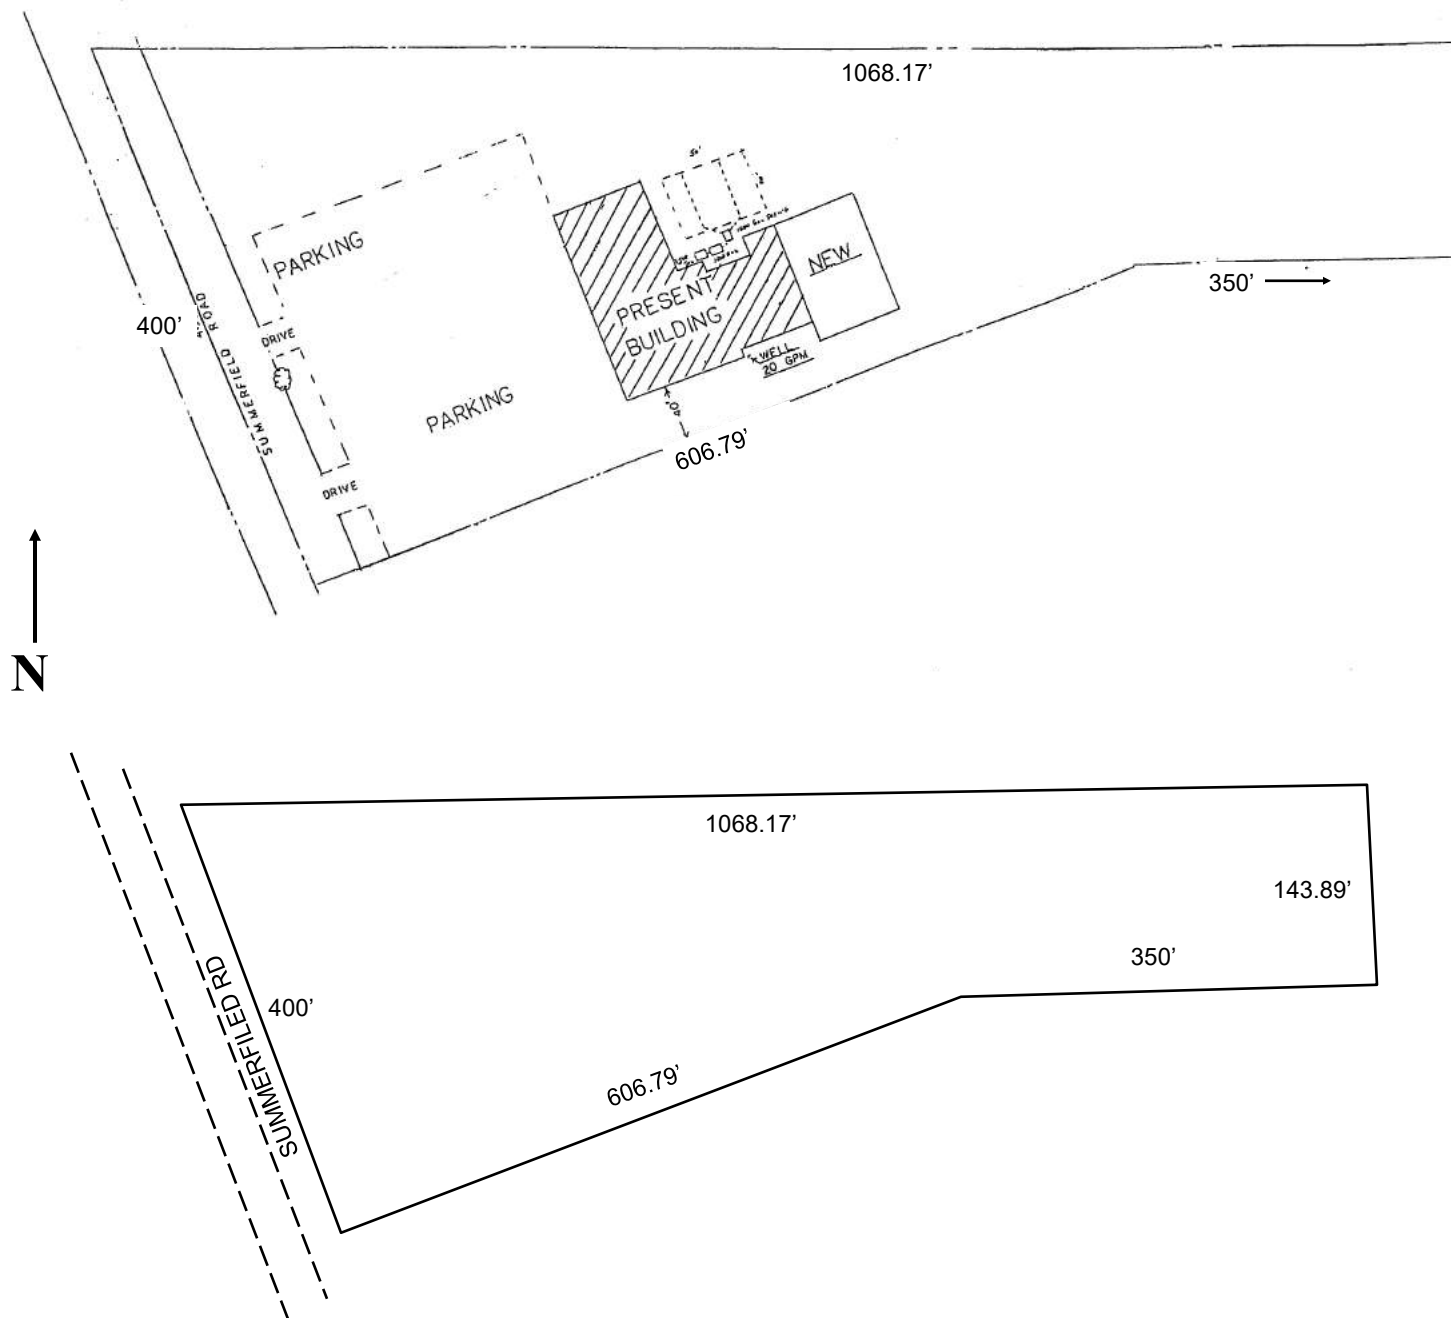 1068.17’
50'
PARKING
NEW
350’
400’
SUMMERFIELD ROAD
DRIVE
PRESENT
BUILDING
WELL
20 GPM
PARKING
40'
606.79’
DRIVE
N
1068.17’
143.89’
350’
SUMMERFILED RD
400’
606.79’